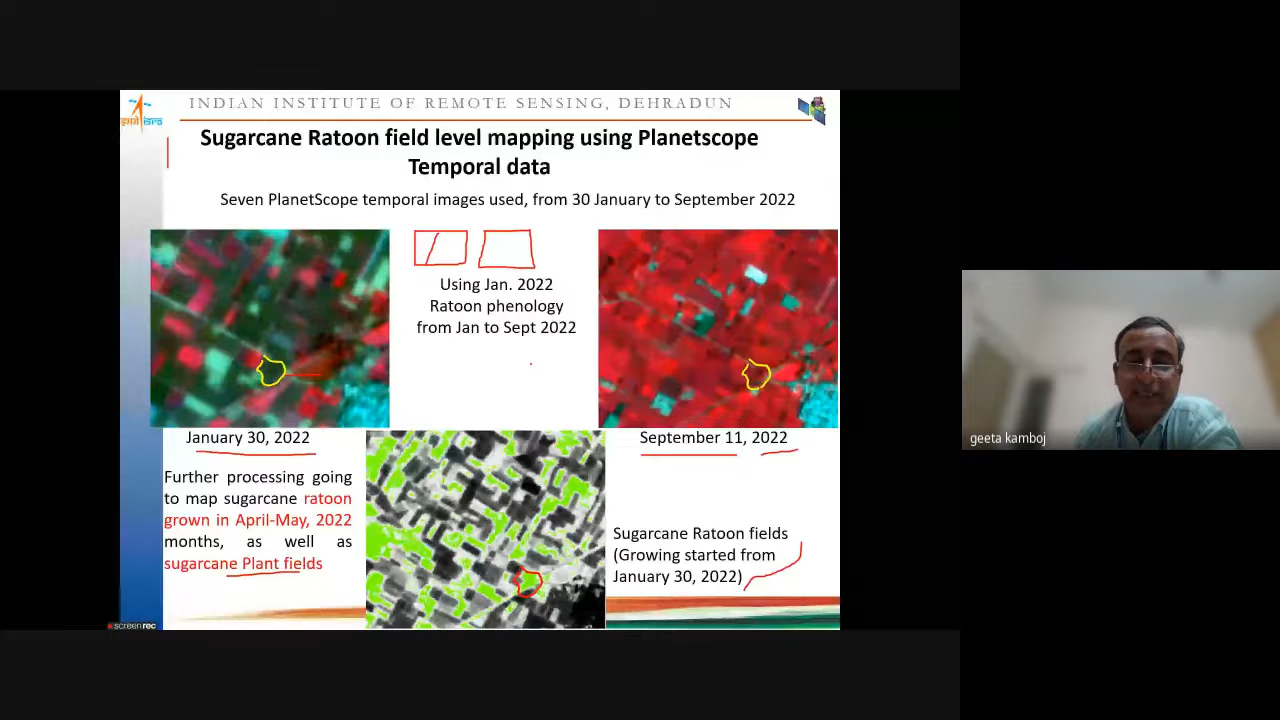 INDIAN INSTITUTE OF REMOTE SENSING, DEHRADUN
इसरो isro
Sugarcane Ratoon field level mapping using Planetscope
Temporal data
Seven PlanetScope temporal images used, from 30 January to September 2022
Using Jan. 2022
Ratoon phenology
from Jan to Sept 2022
January 30, 2022
September 11, 2022
Further processing going
to map sugarcane ratoon
grown in April-May, 2022
months, as well as
sugarcane Plant fields
Sugarcane Ratoon fields
(Growing started from
January 30, 2022)
screenrec
geeta kamboj